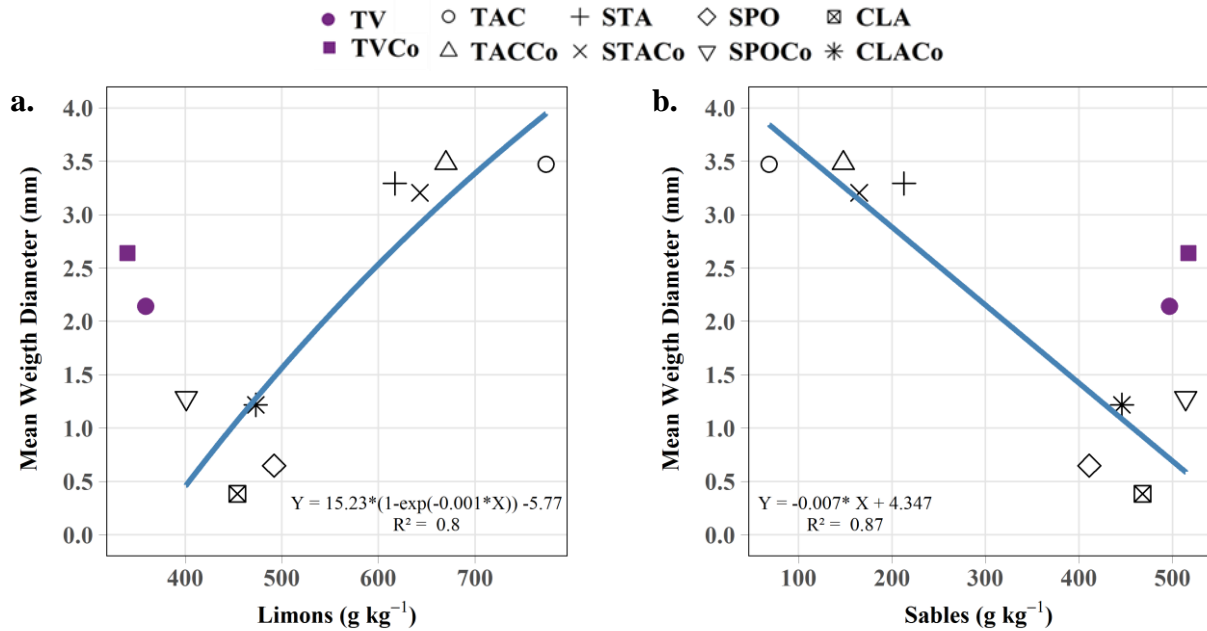 TV TAC STA SPO CLA
TVCo TACCo STACo SPOCo CLACo
a.
Mean Weigth Diameter (mm)
4.0
3.5
3.0
2.5
2.0
1.5
1.0
0.5
0.0
Y = 15.23*(1-exp(-0.001*X)) -5.77
R² = 0.8
400 500 600 700
Limons (g kg⁻¹)
b.
Mean Weigth Diameter (mm)
4.0
3.5
3.0
2.5
2.0
1.5
1.0
0.5
0.0
Y = -0.007* X + 4.347
R² = 0.87
100 200 300 400 500
Sables (g kg⁻¹)